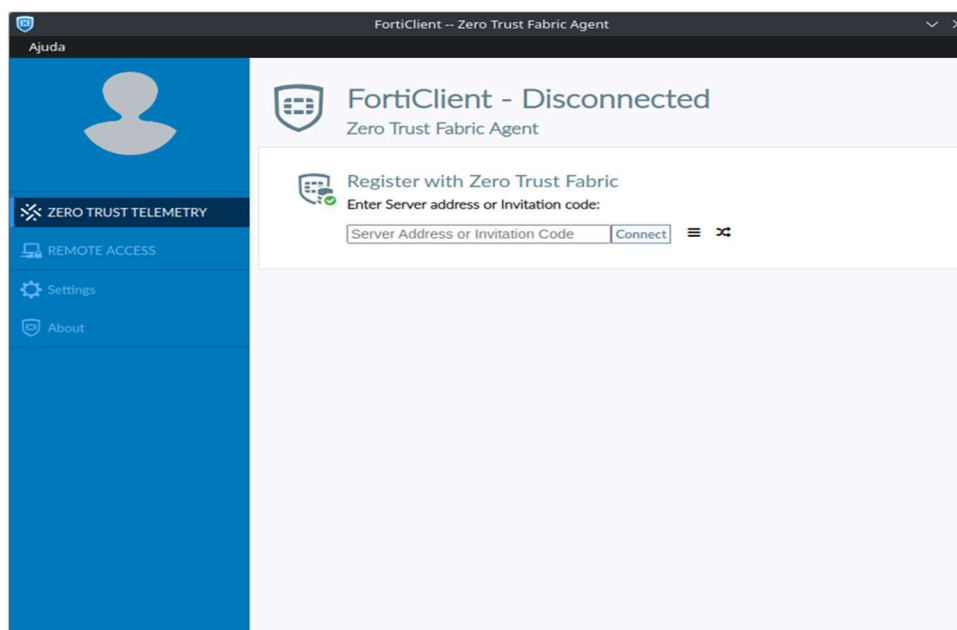 FortiClient -- Zero Trust Fabric Agent
Ajuda
FortiClient - Disconnected
Zero Trust Fabric Agent
ZERO TRUST TELEMETRY
REMOTE ACCESS
Settings
About
Register with Zero Trust Fabric
Enter Server address or Invitation code:
Server Address or Invitation Code
Connect